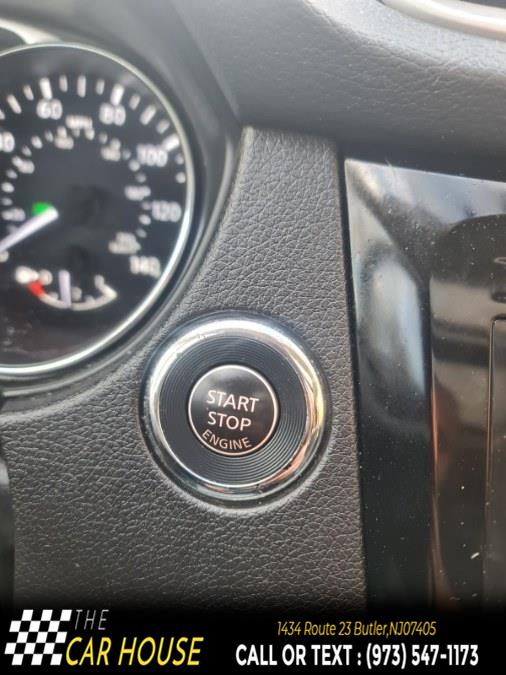 60
80
MPH
100
120
140
START
STOP
ENGINE
THE
CAR HOUSE
1434 Route 23 Butler,NJ07405
CALL OR TEXT : (973) 547-1173